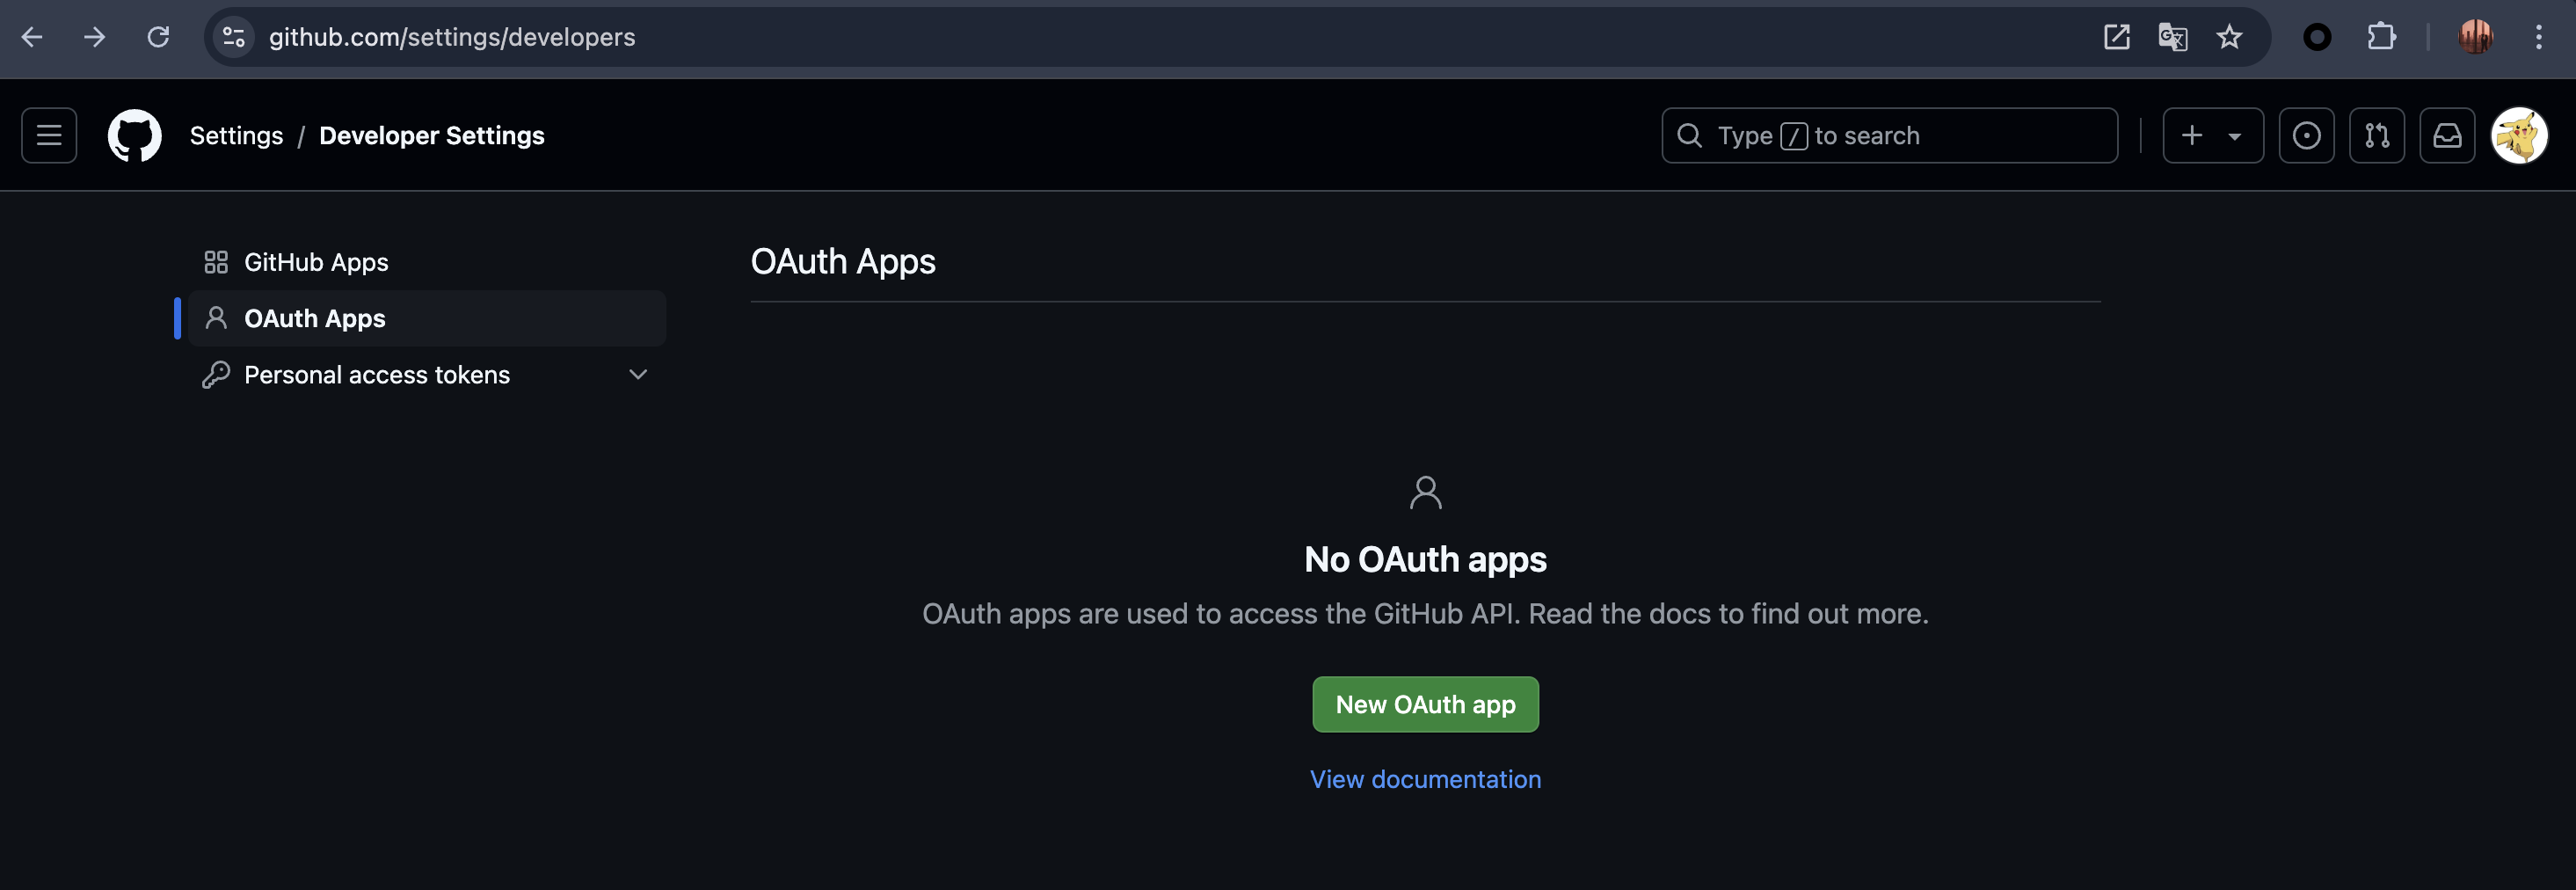 github.com/settings/developers
Settings / Developer Settings
Type / to search
GitHub Apps
OAuth Apps
Personal access tokens
OAuth Apps
No OAuth apps
OAuth apps are used to access the GitHub API. Read the docs to find out more.
New OAuth app
View documentation